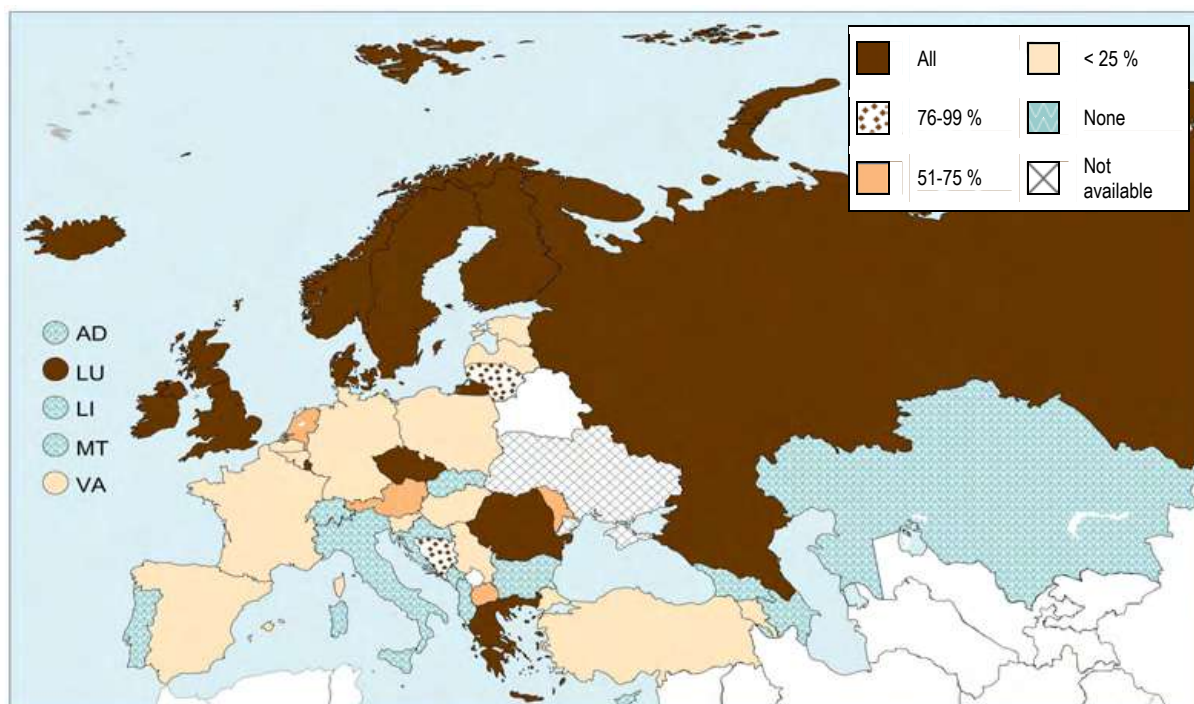 All
< 25 %
76-99 %
None
51-75 %
Not
available
AD
LU
LI
MT
VA